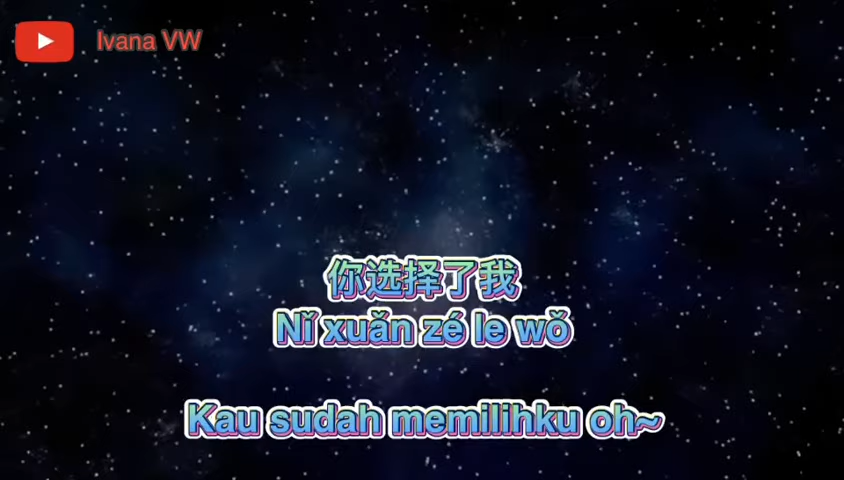 Ivana VW
你选择了我
Nǐ xuǎn zé le wǒ
Kau sudah memilihku oh~